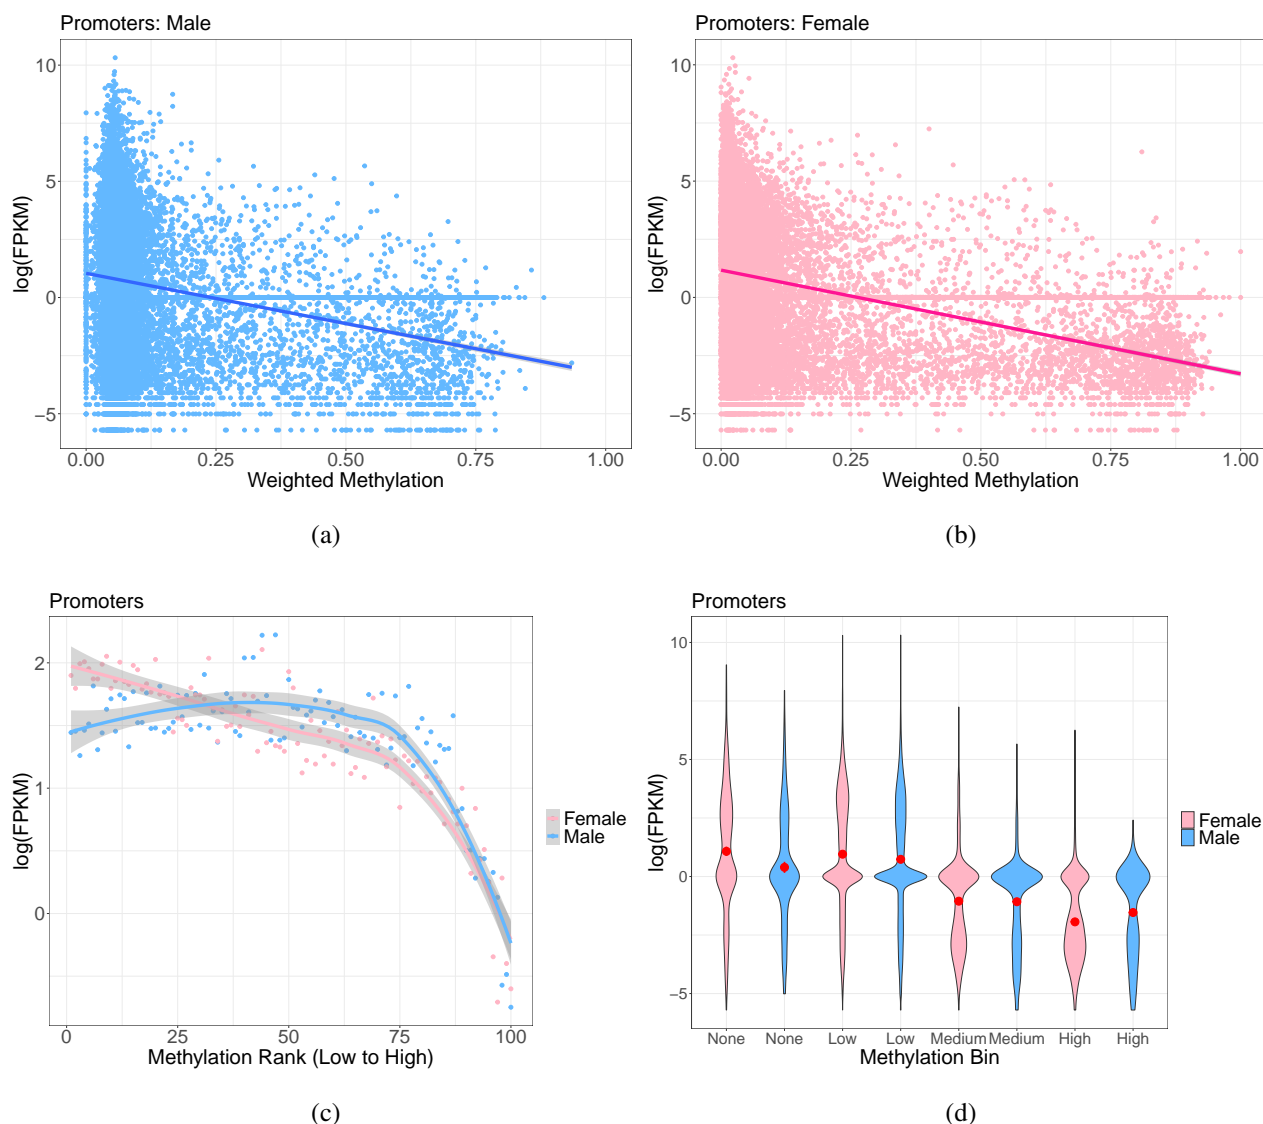 Promoters: Male
10
5
0
−5
log(FPKM)
0.00 0.25 0.50 0.75 1.00
Weighted Methylation
(a)
Promoters: Female
10
5
0
−5
log(FPKM)
0.00 0.25 0.50 0.75 1.00
Weighted Methylation
(b)
Promoters
2
1
0
log(FPKM)
0 25 50 75 100
Methylation Rank (Low to High)
Female
Male
(c)
Promoters
10
5
0
−5
log(FPKM)
None None Low Low Medium Medium High High
Methylation Bin
Female
Male
(d)